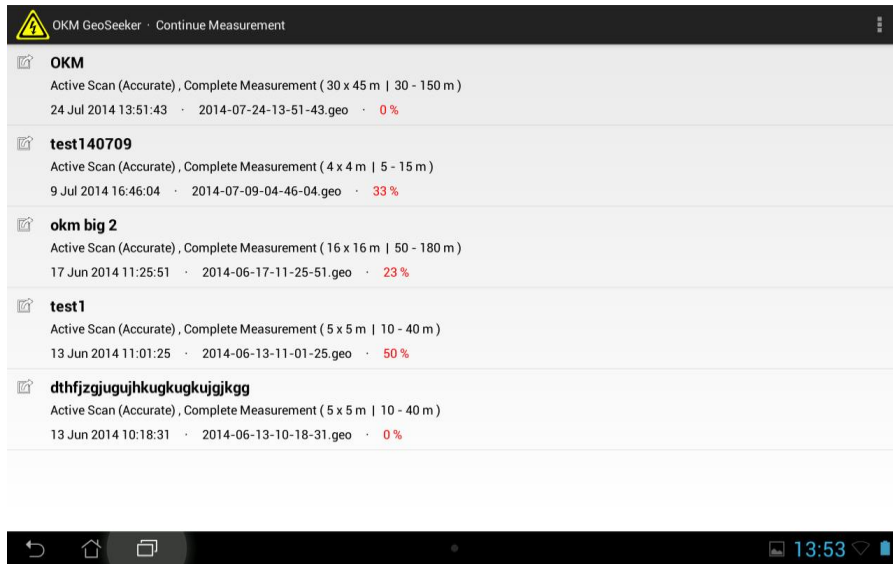 OKM GeoSeeker · Continue Measurement
OKM
Active Scan (Accurate) , Complete Measurement ( 30 x 45 m | 30 - 150 m )
24 Jul 2014 13:51:43 · 2014-07-24-13-51-43.geo · 0 %
test140709
Active Scan (Accurate) , Complete Measurement ( 4 x 4 m | 5 - 15 m )
9 Jul 2014 16:46:04 · 2014-07-09-04-46-04.geo · 33 %
okm big 2
Active Scan (Accurate) , Complete Measurement ( 16 x 16 m | 50 - 180 m )
17 Jun 2014 11:25:51 · 2014-06-17-11-25-51.geo · 23 %
test1
Active Scan (Accurate) , Complete Measurement ( 5 x 5 m | 10 - 40 m )
13 Jun 2014 11:01:25 · 2014-06-13-11-01-25.geo · 50 %
dthfjzgjugujhkugkugkujgjkgg
Active Scan (Accurate) , Complete Measurement ( 5 x 5 m | 10 - 40 m )
13 Jun 2014 10:18:31 · 2014-06-13-10-18-31.geo · 0 %
13:53